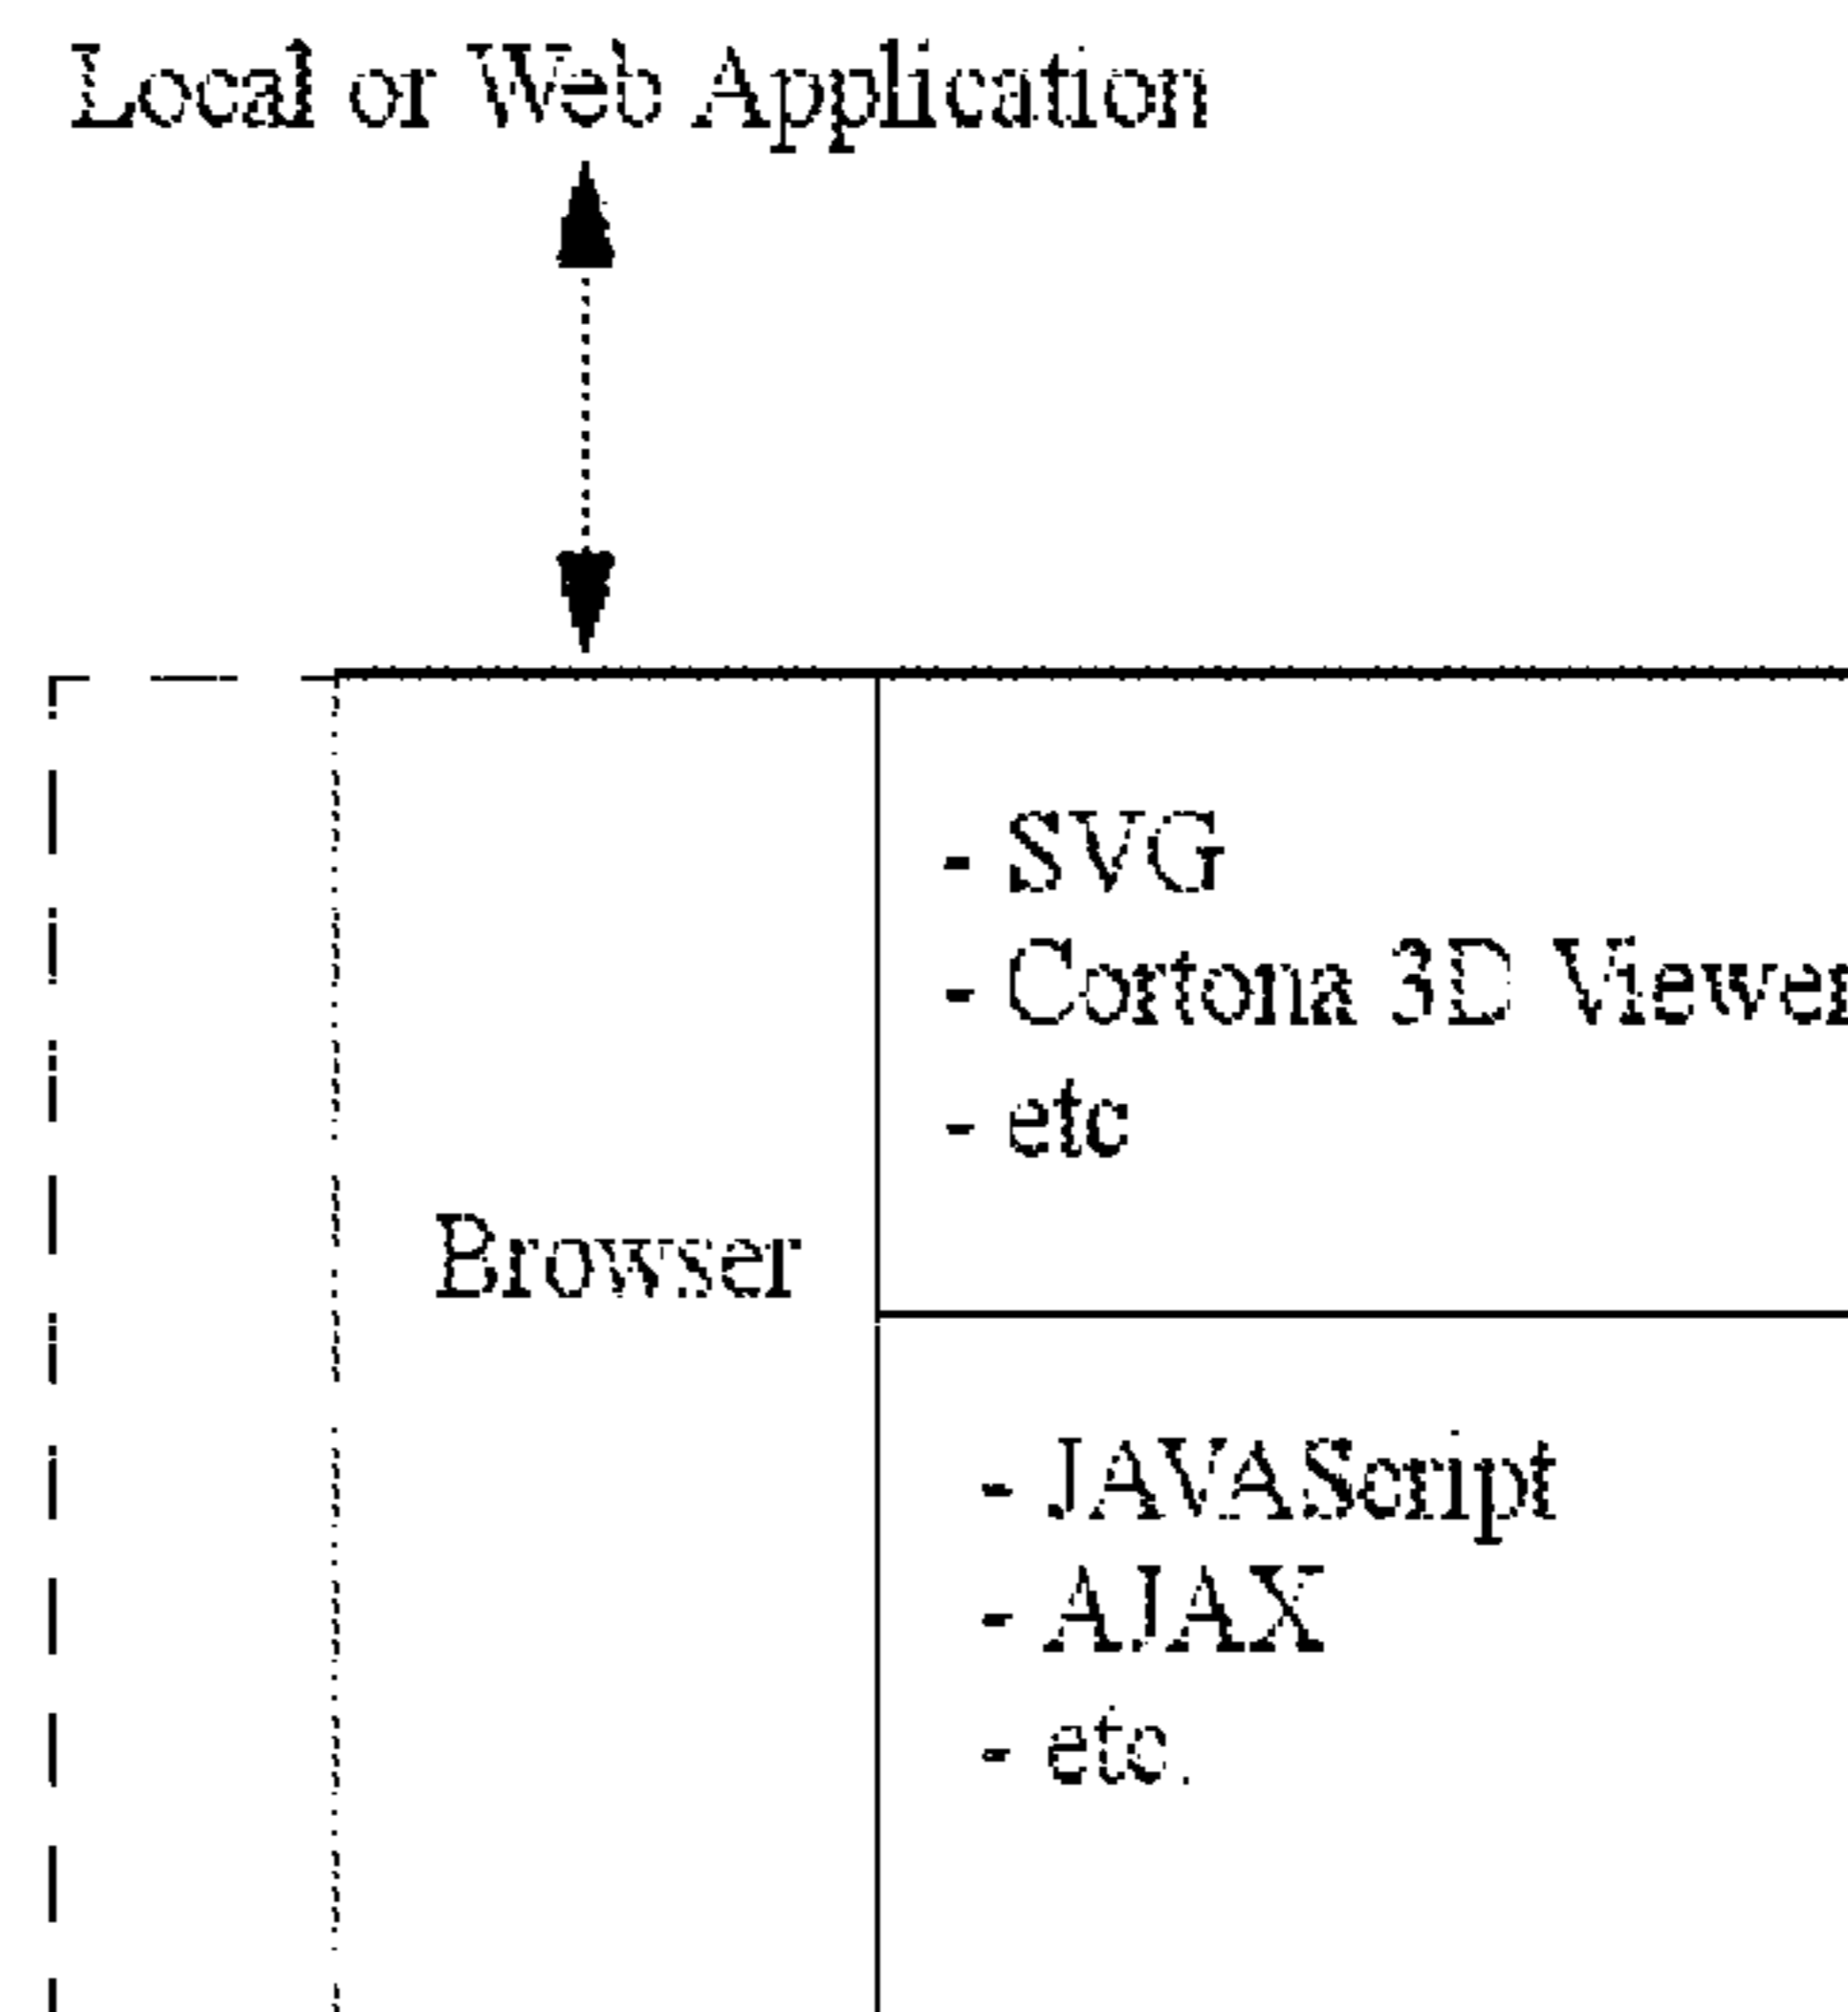 Local or Web Application
- SVG
- Cortona 3D Viewer
- etc
Browser
- JAVAScript
- AJAX
- etc.